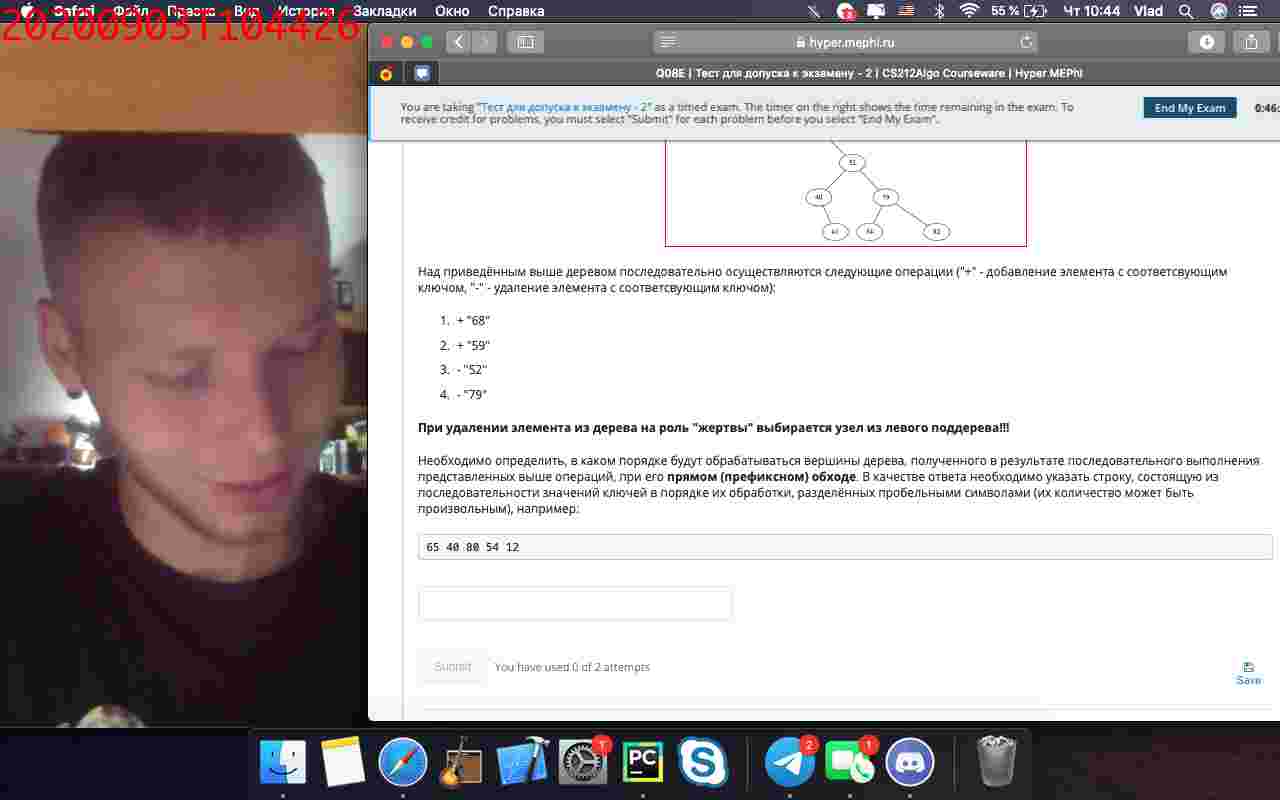 Safari Файл Правка Вид История Закладки Окно Справка 55 % Чт 10:44 Vlad
20200903T104426
hyper.mephi.ru
Q08E | Тест для допуска к экзамену - 2 | CS212Algo Courseware | Hyper.MEPhI
You are taking "Тест для допуска к экзамену - 2" as a timed exam. The timer on the right shows the time remaining in the exam. To
receive credit for problems, you must select "Submit" for each problem before you select "End My Exam".
End My Exam
0:46:
Над приведённым выше деревом последовательно осуществляются следующие операции ("+" - добавление элемента с соответсвующим
ключом, "-" - удаление элемента с соответсвующим ключом):
1. + "68"
2. + "59"
3. - "52"
4. - "79"
При удалении элемента из дерева на роль "жертвы" выбирается узел из левого поддерева!!!
Необходимо определить, в каком порядке будут обрабатываться вершины дерева, полученного в результате последовательного выполнения
представленных выше операций, при его прямом (префиксном) обходе. В качестве ответа необходимо указать строку, состоящую из
последовательности значений ключей в порядке их обработки, разделённых пробельными символами (их количество может быть
произвольным), например:
65 40 80 54 12
Submit
You have used 0 of 2 attempts
Save
PC
2
1